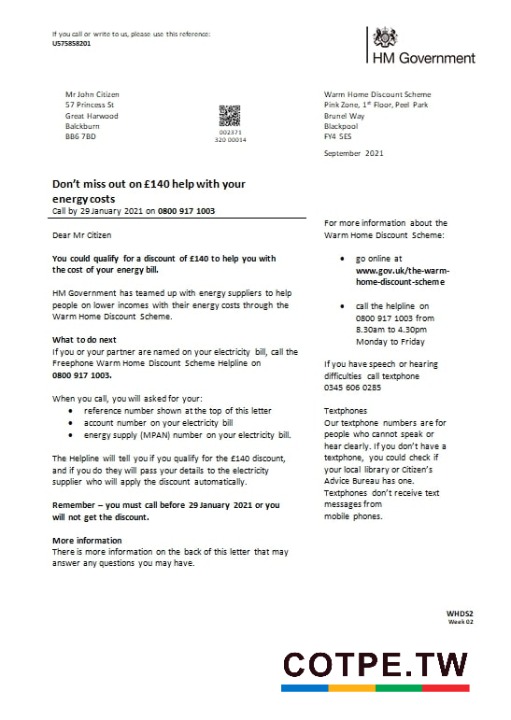 If you call or write to us, please use this reference:
US75858201
HM Government
Mr John Citizen
57 Princess St
Great Harwood
Balckburn
BB6 7BD
002371
320 00014
Warm Home Discount Scheme
Pink Zone, 1st Floor, Peel Park
Brunel Way
Blackpool
FY4 5ES
September 2021
Don't miss out on £140 help with your
energy costs
Call by 29 January 2021 on 0800 917 1003
Dear Mr Citizen
You could qualify for a discount of £140 to help you with
the cost of your energy bill.
HM Government has teamed up with energy suppliers to help
people on lower incomes with their energy costs through the
Warm Home Discount Scheme.
What to do next
If you or your partner are named on your electricity bill, call the
Freephone Warm Home Discount Scheme Helpline on
0800 917 1003.
When you call, you will asked for your:
• reference number shown at the top of this letter
• account number on your electricity bill
• energy supply (MPAN) number on your electricity bill.
The Helpline will tell you if you qualify for the £140 discount,
and if you do they will pass your details to the electricity
supplier who will apply the discount automatically.
Remember – you must call before 29 January 2021 or you
will not get the discount.
More information
There is more information on the back of this letter that may
answer any questions you may have.
For more information about the
Warm Home Discount Scheme:
• go online at
www.gov.uk/the-warm-
home-discount-scheme
• call the helpline on
0800 917 1003 from
8.30am to 4.30pm
Monday to Friday
If you have speech or hearing
difficulties call textphone
0345 606 0285
Textphones
Our textphone numbers are for
people who cannot speak or
hear clearly. If you don't have a
textphone, you could check if
your local library or Citizen's
Advice Bureau has one.
Textphones don't receive text
messages from
mobile phones.
WHDS2
Week 02
COTPE.TW